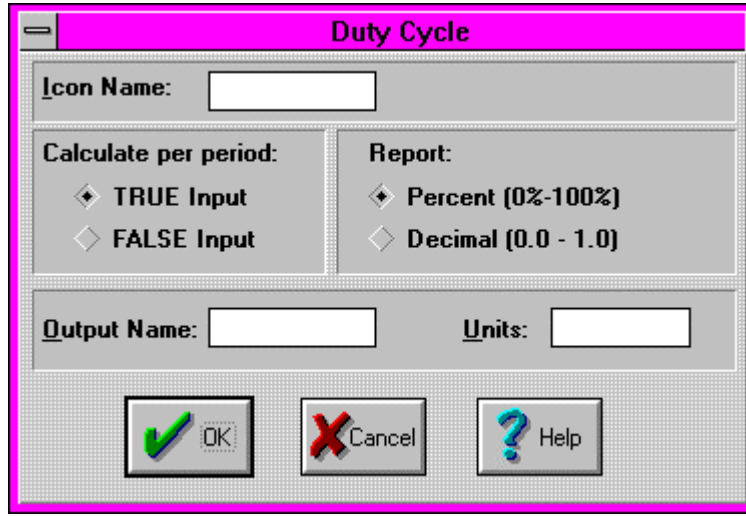 Duty Cycle
Icon Name:
Calculate per period:
TRUE Input
FALSE Input
Report:
Percent (0%-100%)
Decimal (0.0 - 1.0)
Output Name:
Units:
OK
Cancel
Help